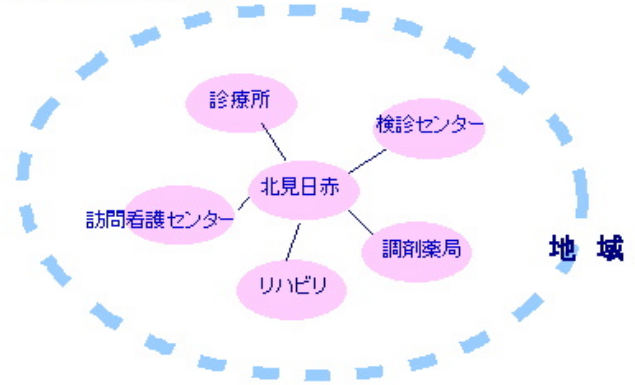 診療所
検診センター
北見日赤
訪問看護センター
調剤薬局
リハビリ
地 域